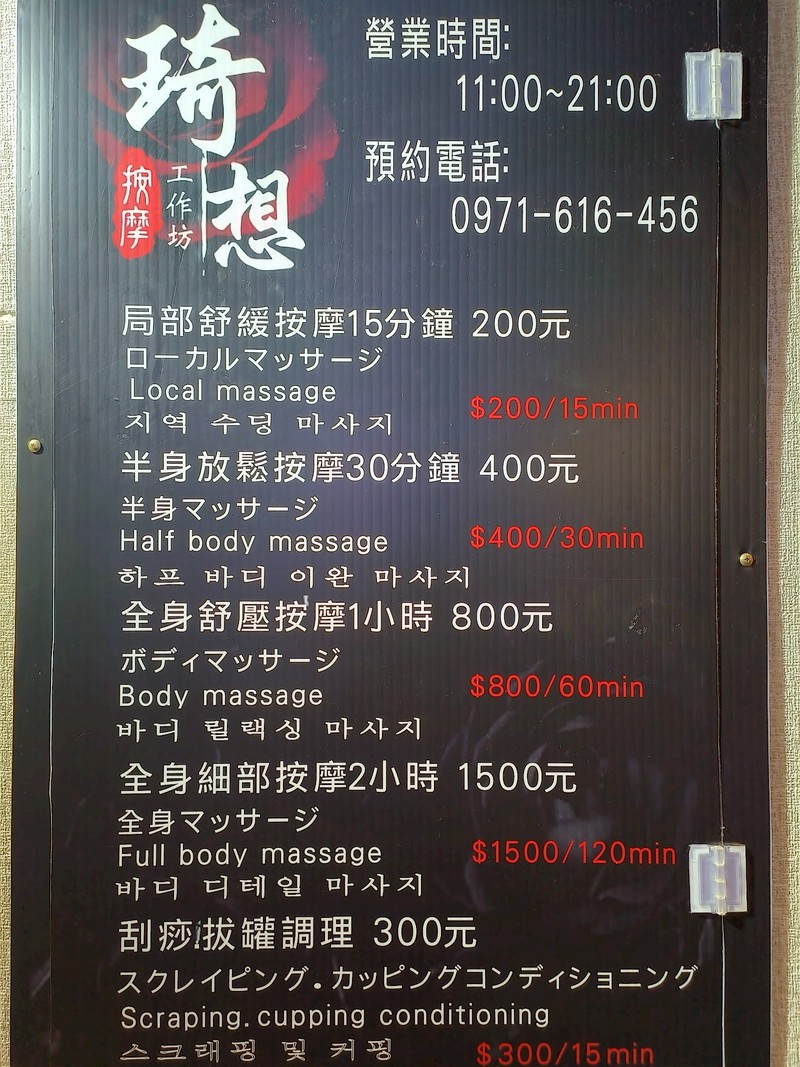 琦想
按摩
工作坊
營業時間:
11:00~21:00
預約電話:
0971-616-456
局部舒緩按摩15分鐘 200元
ローカルマッサージ
Local massage
$200/15min
지역 수딩 마사지
半身放鬆按摩30分鐘 400元
半身マッサージ
Half body massage
$400/30min
하프 바디 이완 마사지
全身舒壓按摩1小時 800元
ボディマッサージ
Body massage
$800/60min
바디 릴랙싱 마사지
全身細部按摩2小時 1500元
全身マッサージ
Full body massage
$1500/120min
바디 디테일 마사지
刮痧/拔罐調理 300元
スクレイピング.カッピングコンディショニング
Scraping.cupping conditioning
스크래핑 및 커핑
$300/15min